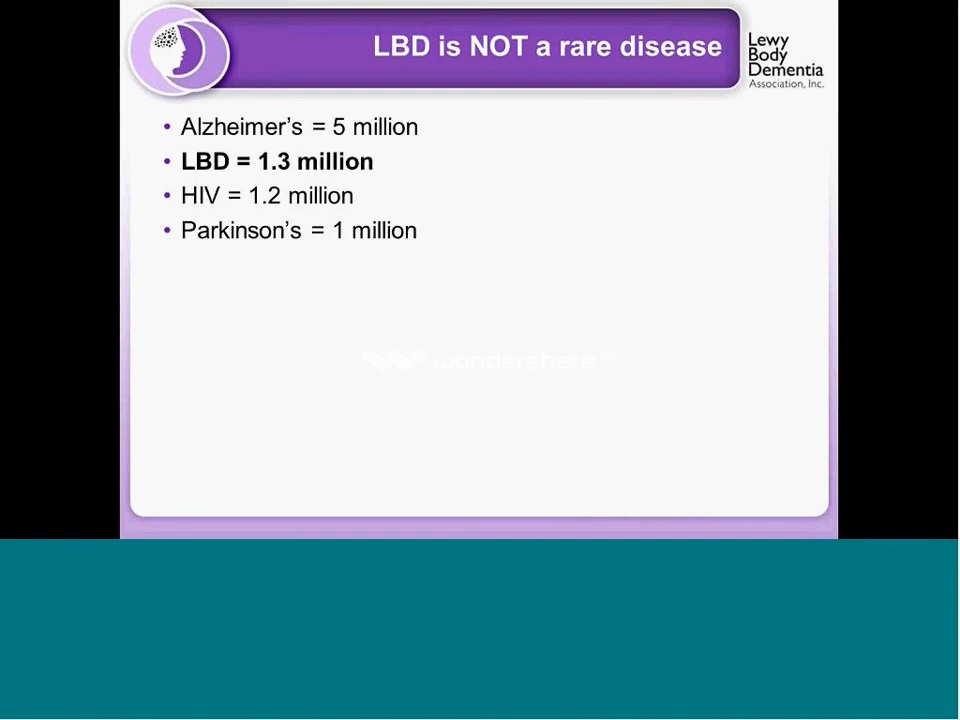 LBD is NOT a rare disease
Lewy
Body
Dementia
Association, Inc.
• Alzheimer’s = 5 million
• LBD = 1.3 million
• HIV = 1.2 million
• Parkinson’s = 1 million
wondershare™